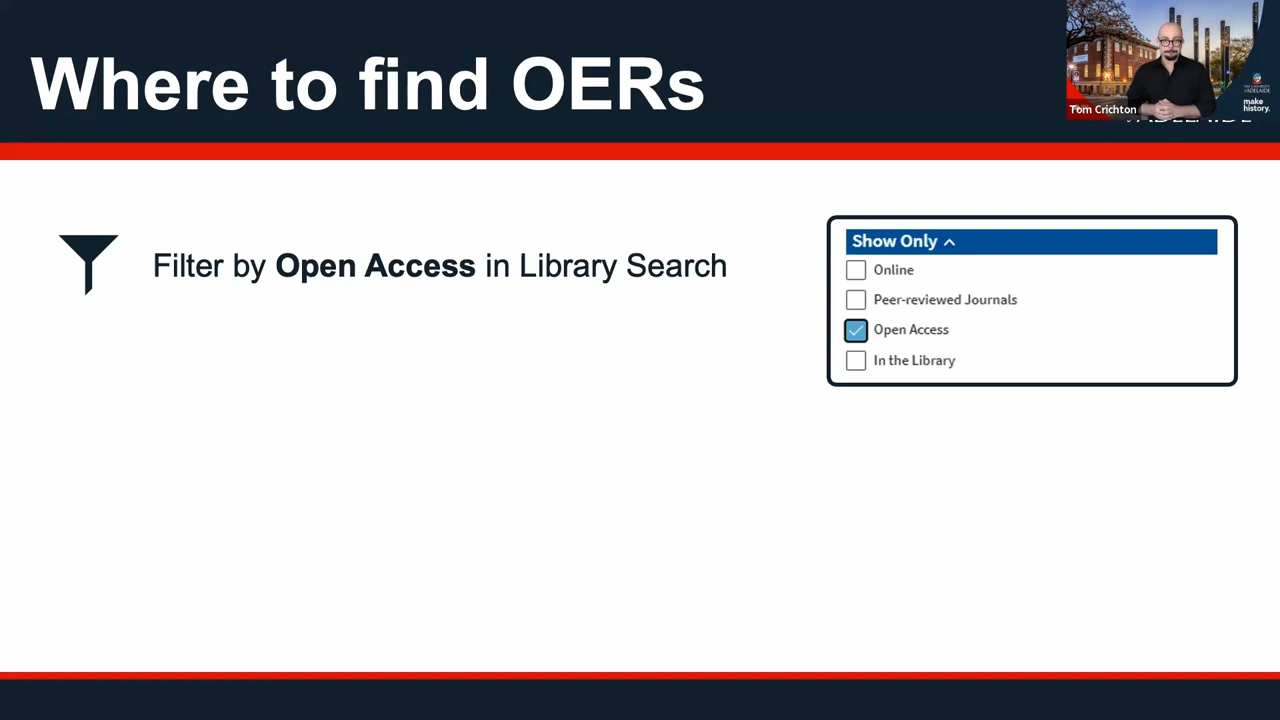 Where to find OERs
Tom Crichton
make
history.
Filter by Open Access in Library Search
Show Only
Online
Peer-reviewed Journals
Open Access
In the Library